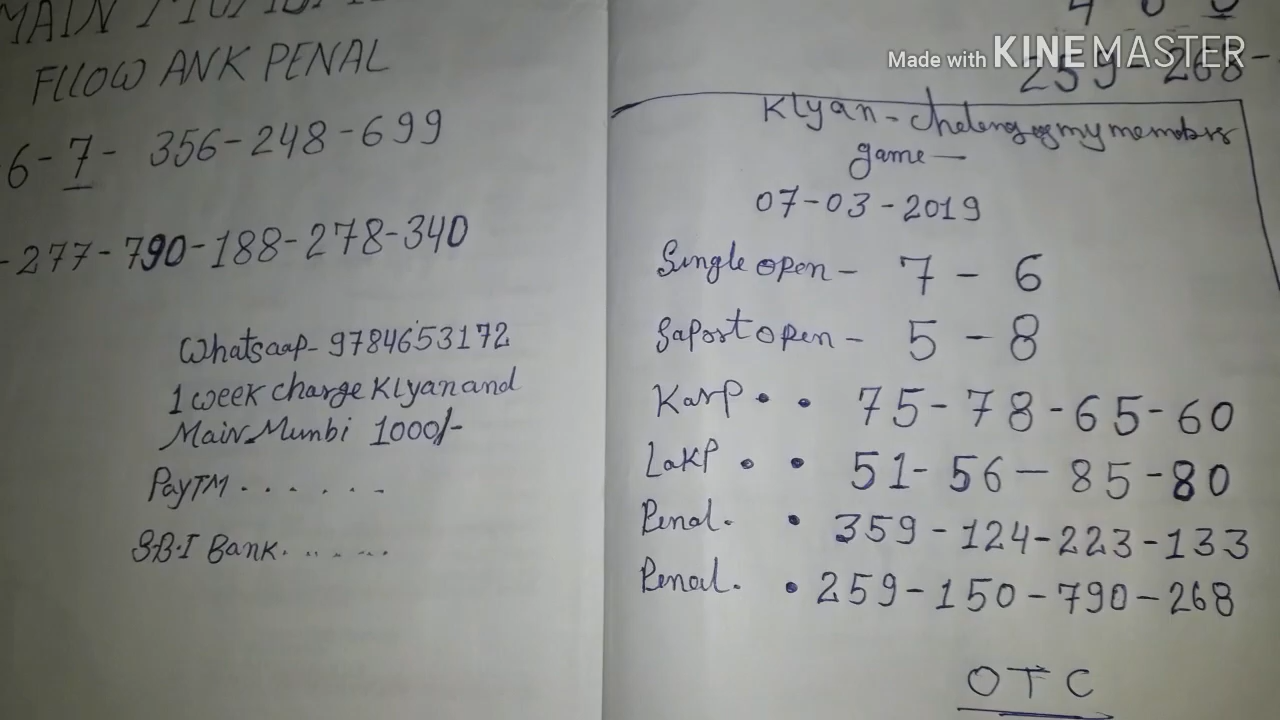 MAIN
FLLOW ANK PENAL
6-7- 356-248-699
-277-790-188-278-340
Whatsaap- 9784653172
1 week charge Klyan and
Main Mumbi 1000/-
PayTM . . . . . .
S.B.I Bank. . . . . . .
Made with KINEMASTER
259-268-
Klyan - my members
game —
07-03-2019
Single open - 7 - 6
Saport open - 5 - 8
Karp • • 75-78-65-60
Lakp • • 51-56-85-80
Penal. • 359-124-223-133
Penal. • 259-150-790-268
OTC